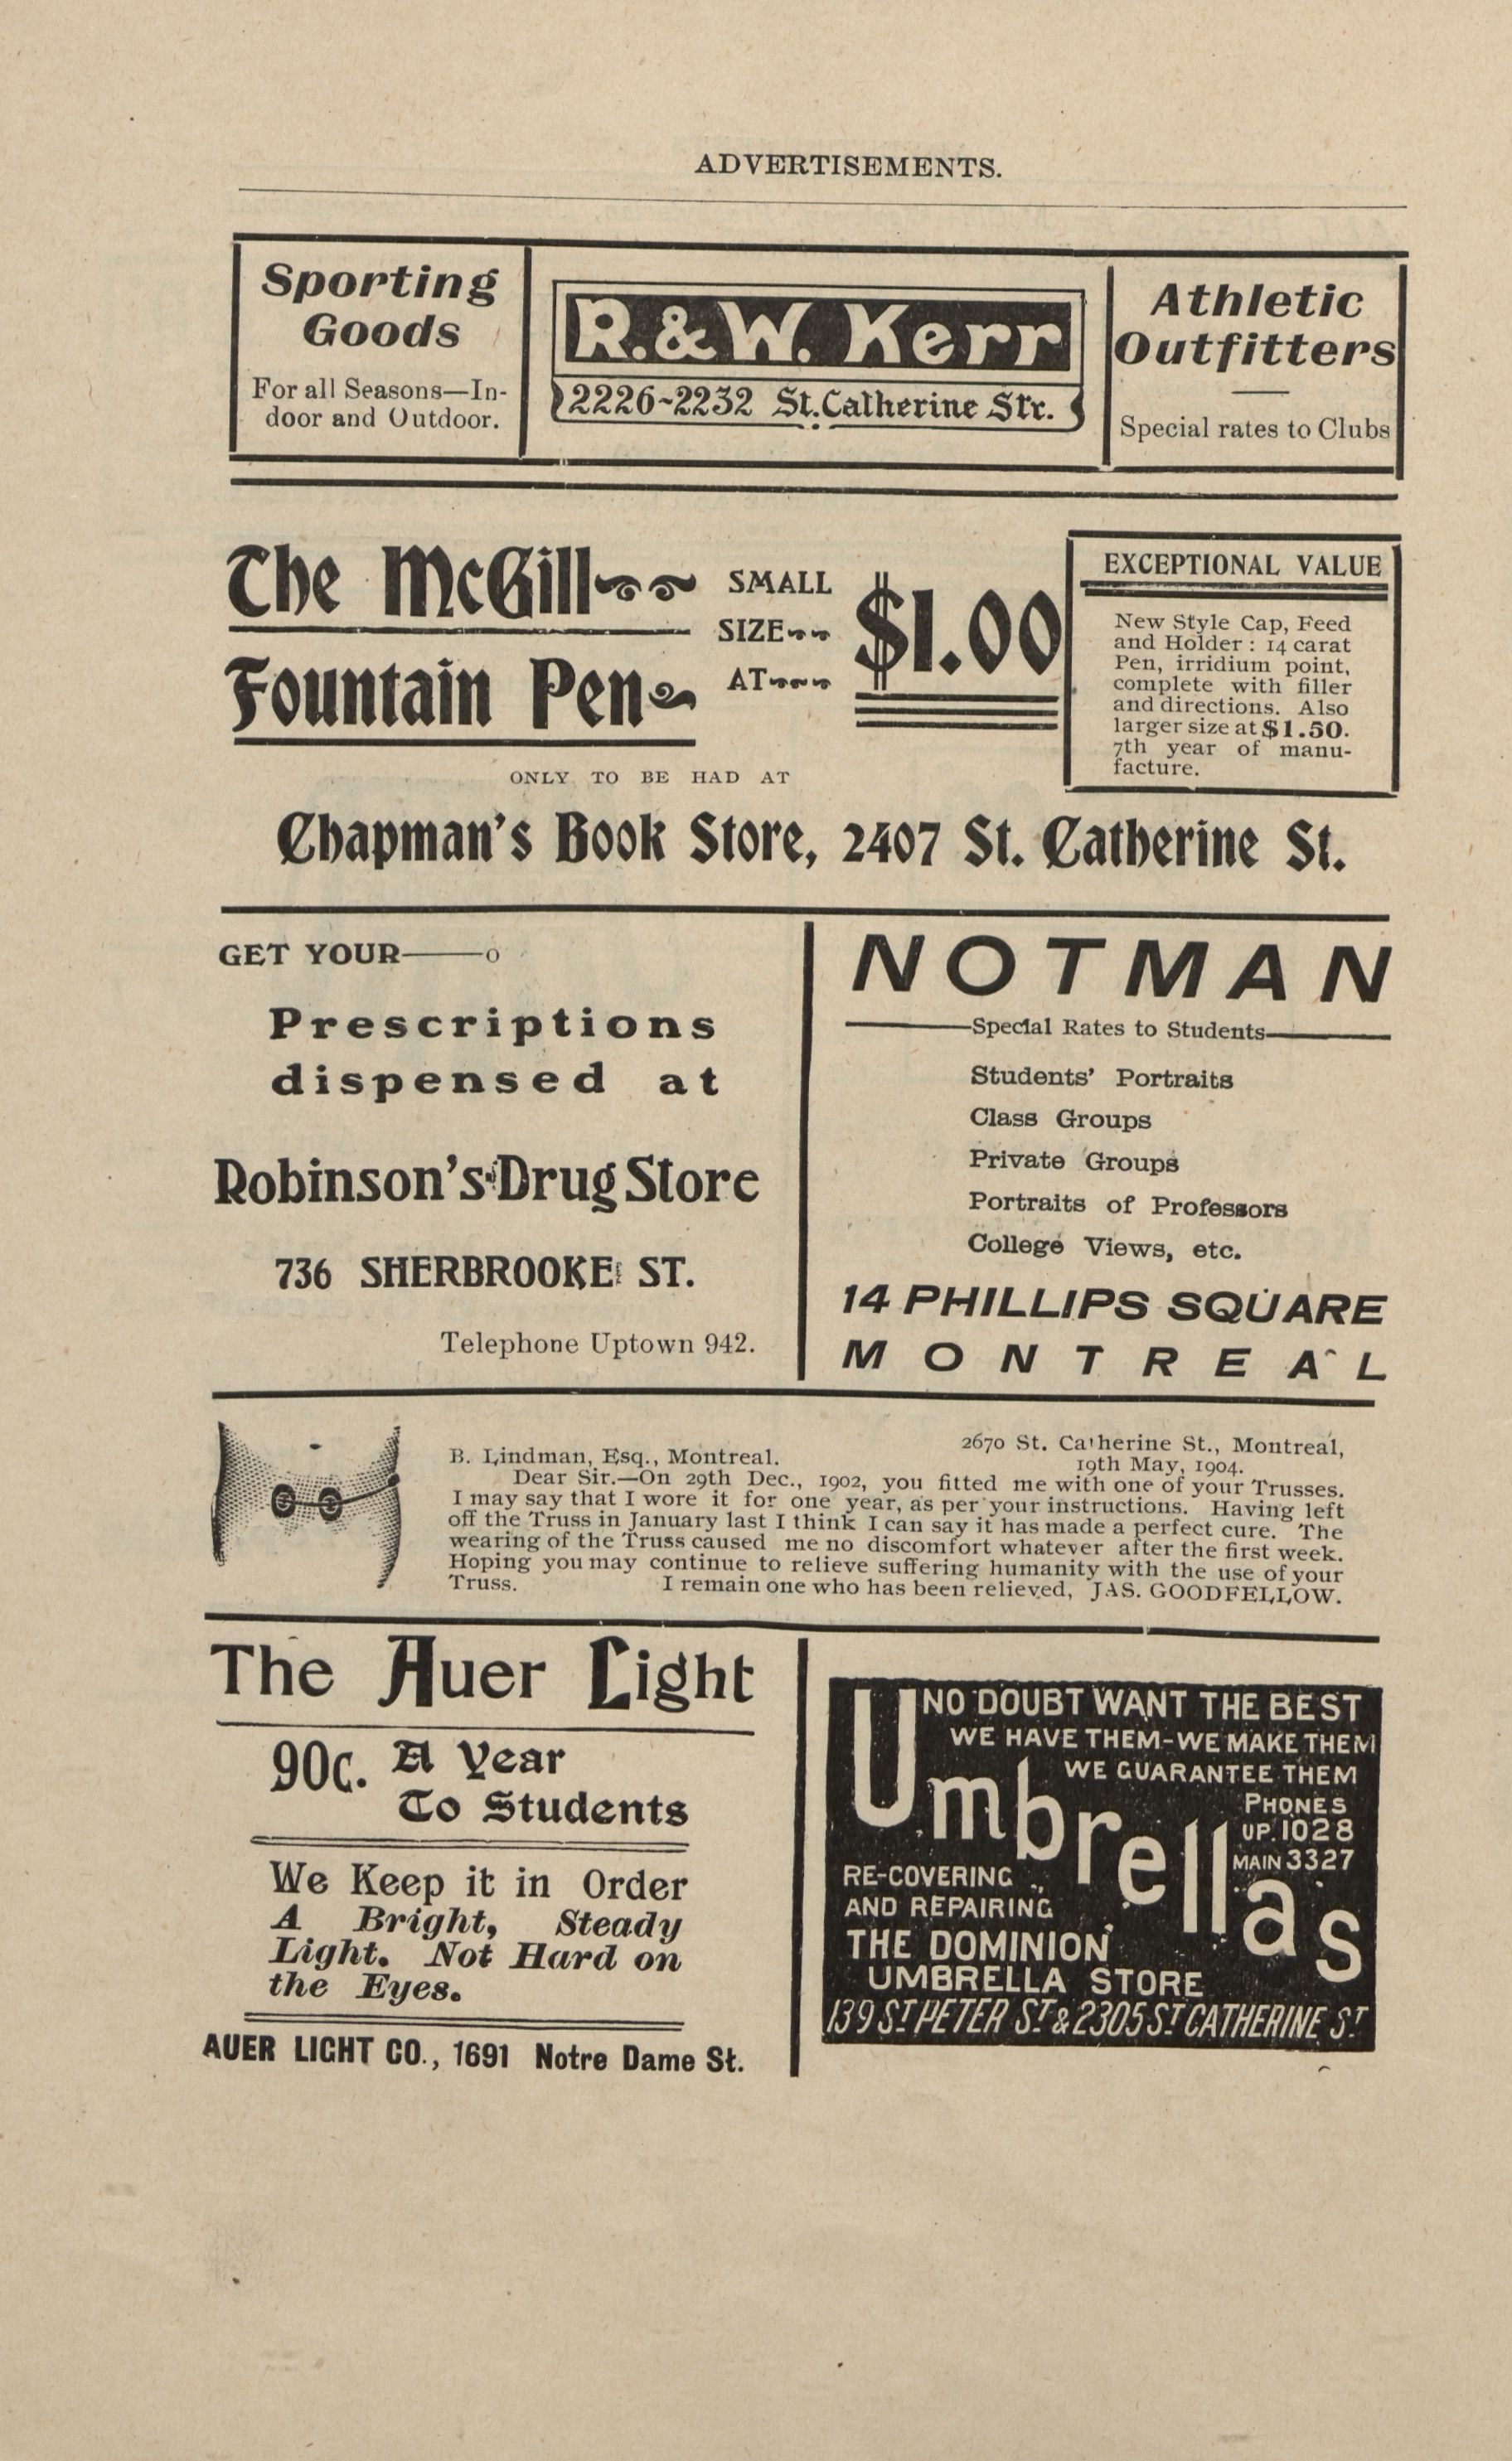 ADVERTISEMENTS.
Sporting
Goods
For all Seasons—In-
door and Outdoor.
R. & W. Kerr
2226-2232 St. Catherine Str.
Athletic
Outfitters
Special rates to Clubs
The McGill
Fountain Pen
SMALL
SIZE
AT
$1.00
EXCEPTIONAL VALUE
New Style Cap, Feed
and Holder : 14 carat
Pen, irridium point,
complete with filler
and directions. Also
larger size at $1.50.
7th year of manu-
facture.
ONLY TO BE HAD AT
Chapman's Book Store, 2407 St. Catherine St.
GET YOUR——o
Prescriptions
dispensed at
Robinson's Drug Store
736 SHERBROOKE ST.
Telephone Uptown 942.
NOTMAN
Special Rates to Students
Students' Portraits
Class Groups
Private Groups
Portraits of Professors
College Views, etc.
14 PHILLIPS SQUARE
MONTREAL
2670 St. Catherine St., Montreal,
B. Lindman, Esq., Montreal. 19th May, 1904.
Dear Sir.—On 29th Dec., 1902, you fitted me with one of your Trusses.
I may say that I wore it for one year, as per your instructions. Having left
off the Truss in January last I think I can say it has made a perfect cure. The
wearing of the Truss caused me no discomfort whatever after the first week.
Hoping you may continue to relieve suffering humanity with the use of your
Truss. I remain one who has been relieved, JAS. GOODFELLOW.
The Auer Light
90c. A Year
To Students
We Keep it in Order
A Bright, Steady
Light. Not Hard on
the Eyes.
AUER LIGHT CO., 1691 Notre Dame St.
Umbrellas
NO DOUBT WANT THE BEST
WE HAVE THEM-WE MAKE THEM
WE GUARANTEE THEM
PHONES
UP. 1028
MAIN 3327
RE-COVERING
AND REPAIRING
THE DOMINION
UMBRELLA STORE
139 ST. PETER ST. & 2305 ST. CATHERINE ST.